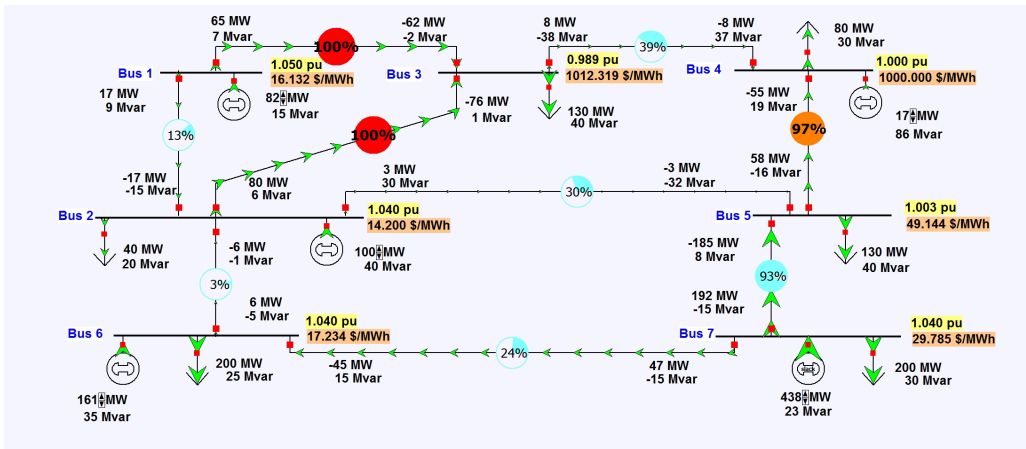 65 MW
7 Mvar
100%
-62 MW
-2 Mvar
8 MW
-38 Mvar
39%
-8 MW
37 Mvar
80 MW
30 Mvar
Bus 1
1.050 pu
16.132 $/MWh
Bus 3
0.989 pu
1012.319 $/MWh
Bus 4
1.000 pu
1000.000 $/MWh
17 MW
9 Mvar
82 MW
15 Mvar
-76 MW
1 Mvar
130 MW
40 Mvar
-55 MW
19 Mvar
17 MW
86 Mvar
13%
100%
97%
-17 MW
-15 Mvar
80 MW
6 Mvar
3 MW
30 Mvar
30%
-3 MW
-32 Mvar
58 MW
-16 Mvar
Bus 2
1.040 pu
14.200 $/MWh
Bus 5
1.003 pu
49.144 $/MWh
40 MW
20 Mvar
-6 MW
-1 Mvar
100 MW
40 Mvar
-185 MW
8 Mvar
130 MW
40 Mvar
3%
93%
6 MW
-5 Mvar
192 MW
-15 Mvar
Bus 6
1.040 pu
17.234 $/MWh
Bus 7
1.040 pu
29.785 $/MWh
200 MW
25 Mvar
-45 MW
15 Mvar
24%
47 MW
-15 Mvar
slack
200 MW
30 Mvar
161 MW
35 Mvar
438 MW
23 Mvar